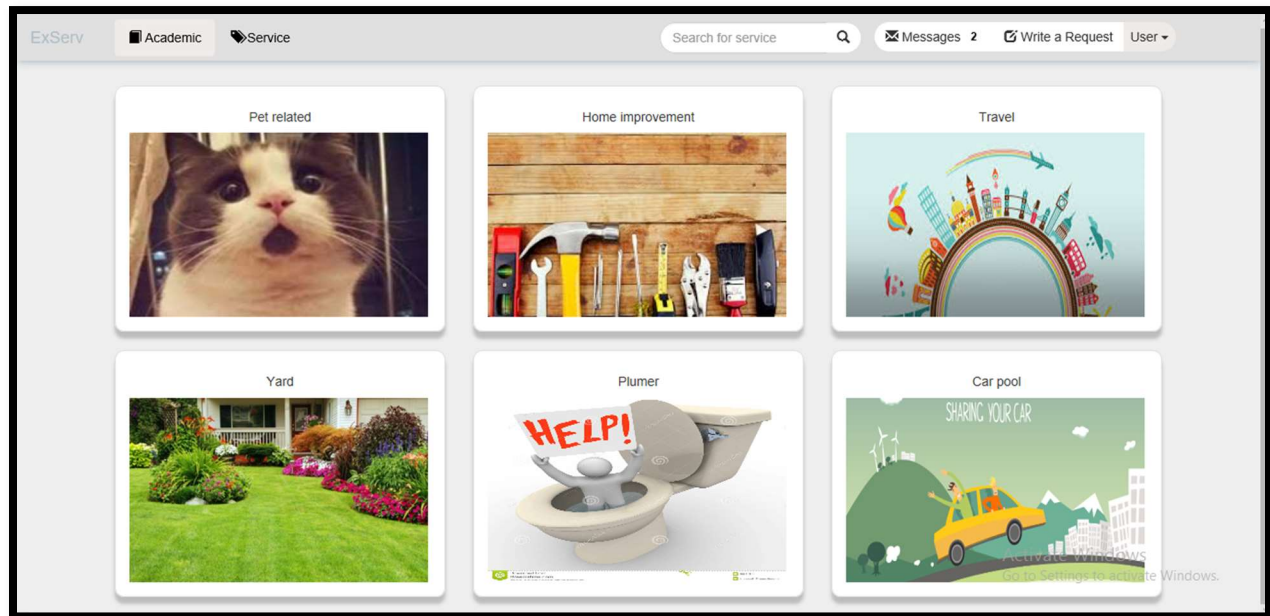 ExServ
Academic
Service
Search for service
Messages 2
Write a Request
User
Pet related
Home improvement
Travel
Yard
Plumer
Car pool
HELP!
SHARING YOUR CAR
Activate Windows
Go to Settings to activate Windows.